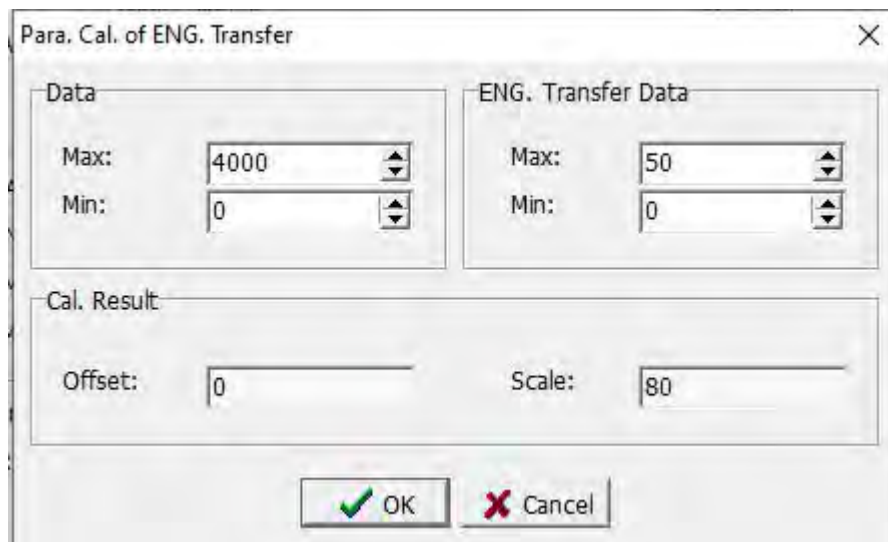 Para. Cal. of ENG. Transfer
Data
Max: 4000
Min: 0
ENG. Transfer Data
Max: 50
Min: 0
Cal. Result
Offset: 0 Scale: 80
OK Cancel